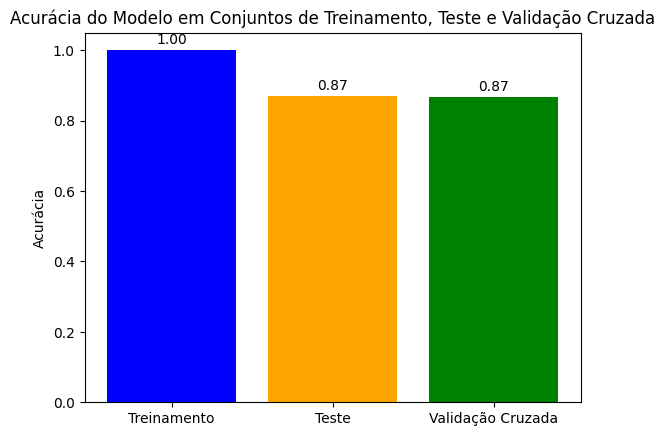 Acurácia do Modelo em Conjuntos de Treinamento, Teste e Validação Cruzada
1.00
0.87
0.87
1.0
0.8
0.6
0.4
0.2
0.0
Acurácia
Treinamento
Teste
Validação Cruzada